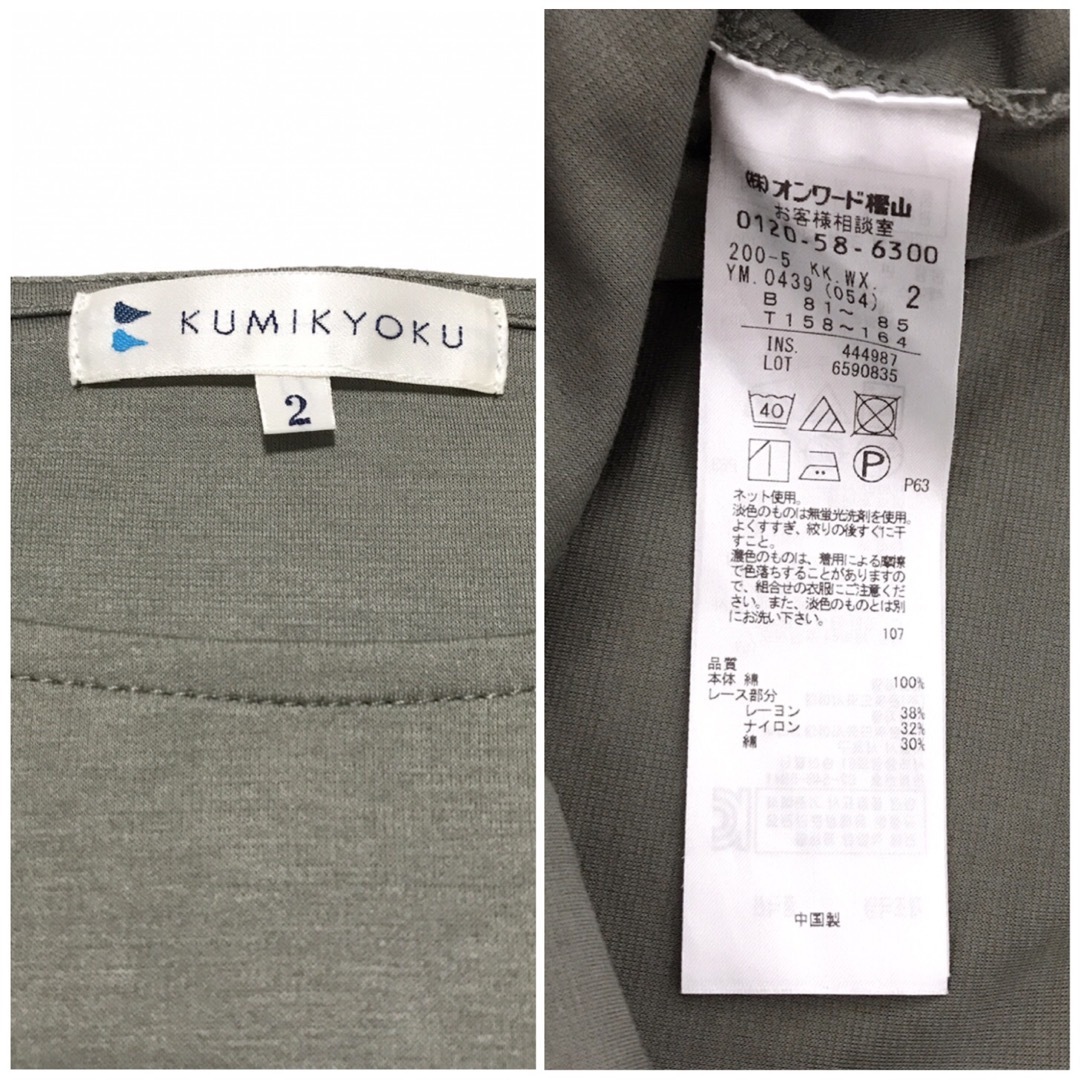 KUMIKYOKU
2
(株)オンワード樫山
お客様相談室
0120-58-6300
200-5 KK.WX.
YM.0439 (054) 2
B 81～ 85
T158～164
INS. 444987
LOT 6590835
40
P
P63
ネット使用。
淡色のものは無蛍光洗剤を使用。
よくすすぎ、絞りの後すぐに干
すこと。
濃色のものは、着用による摩擦
で色落ちすることがありますの
で、組合せの衣服にご注意くだ
さい。また、淡色のものとは別
にお洗い下さい。
107
品質
本体 綿 100%
レース部分
レーヨン 38%
ナイロン 32%
綿 30%
中国製